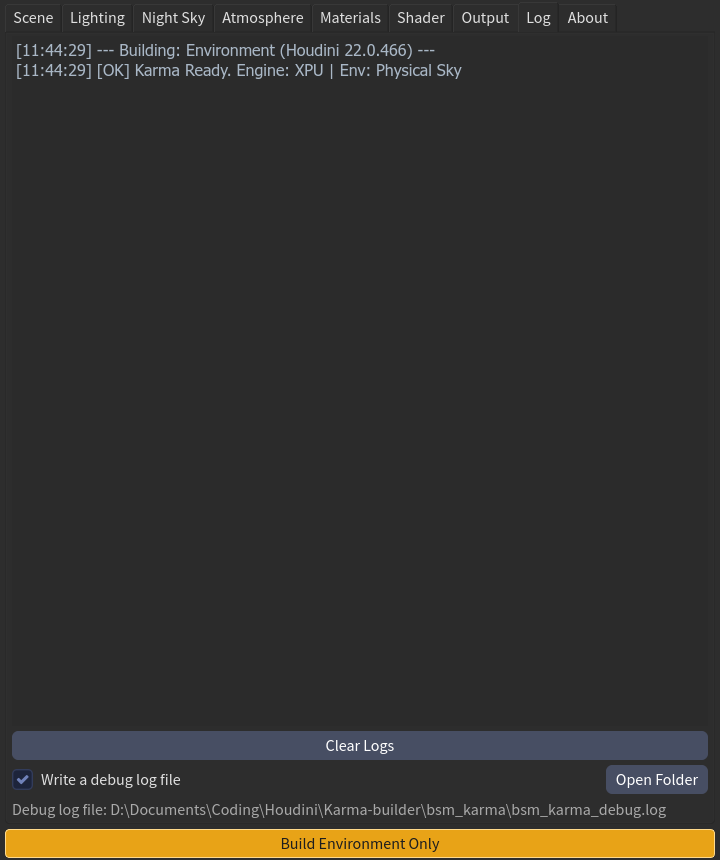 Scene Lighting Night Sky Atmosphere Materials Shader Output Log About
[11:44:29] --- Building: Environment (Houdini 22.0.466) ---
[11:44:29] [OK] Karma Ready. Engine: XPU | Env: Physical Sky
Clear Logs
Write a debug log file Open Folder
Debug log file: D:\Documents\Coding\Houdini\Karma-builder\bsm_karma\bsm_karma_debug.log
Build Environment Only